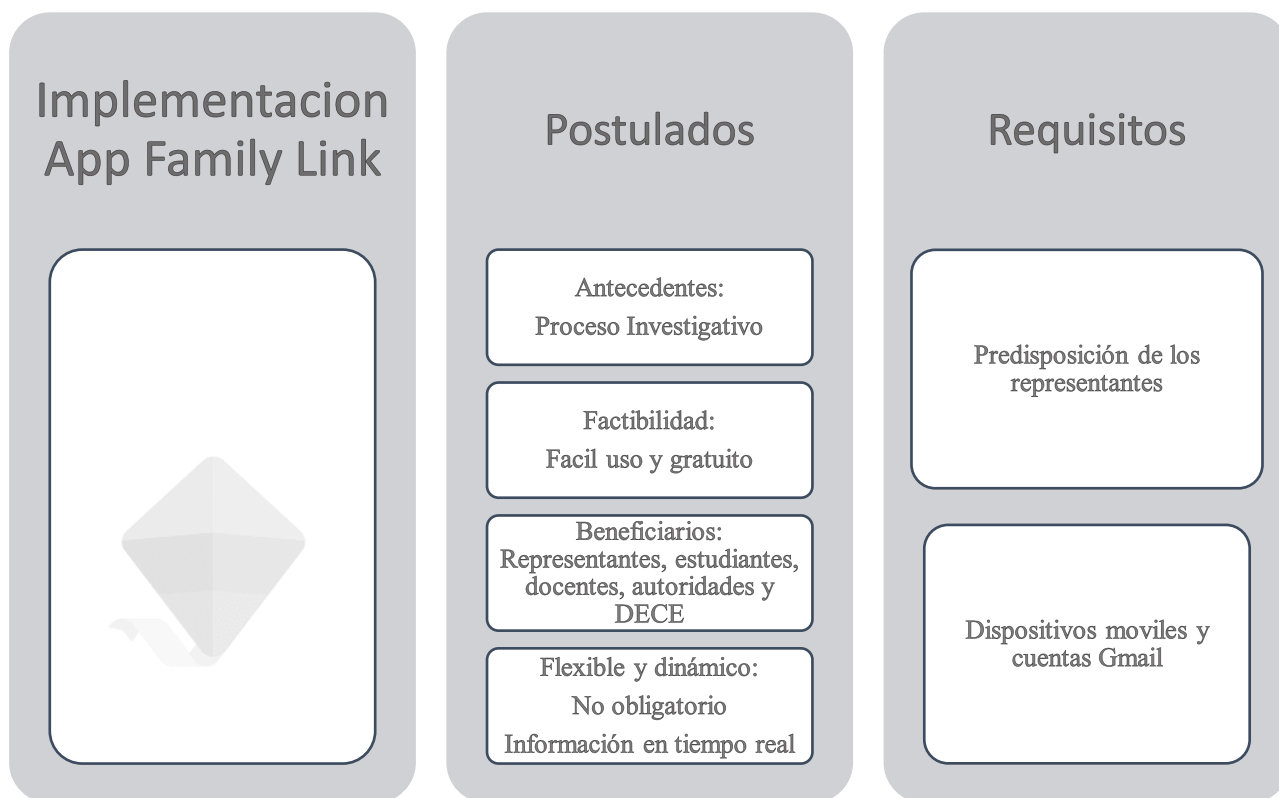 Implementacion
App Family Link
Postulados
Antecedentes:
Proceso Investigativo
Factibilidad:
Facil uso y gratuito
Beneficiarios:
Representantes, estudiantes,
docentes, autoridades y
DECE
Flexible y dinámico:
No obligatorio
Información en tiempo real
Requisitos
Predisposición de los
representantes
Dispositivos moviles y
cuentas Gmail